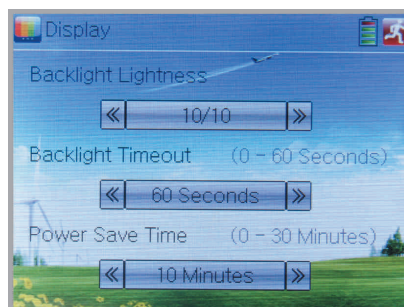 Display
Backlight Lightness
« 10/10 »
Backlight Timeout (0 - 60 Seconds)
« 60 Seconds »
Power Save Time (0 - 30 Minutes)
« 10 Minutes »